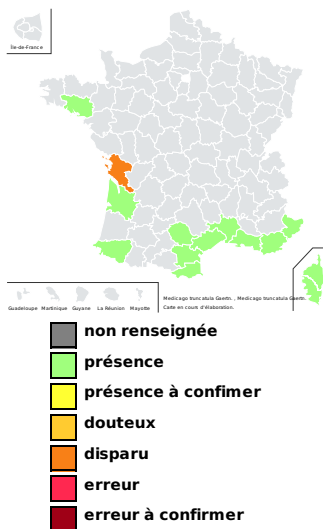 Île-de-France
Guadeloupe Martinique Guyane La Réunion Mayotte
Medicago truncatula Gaertn. , Medicago truncatula Gaertn.
Carte en cours d'élaboration.
non renseignée
présence
présence à confimer
douteux
disparu
erreur
erreur à confirmer